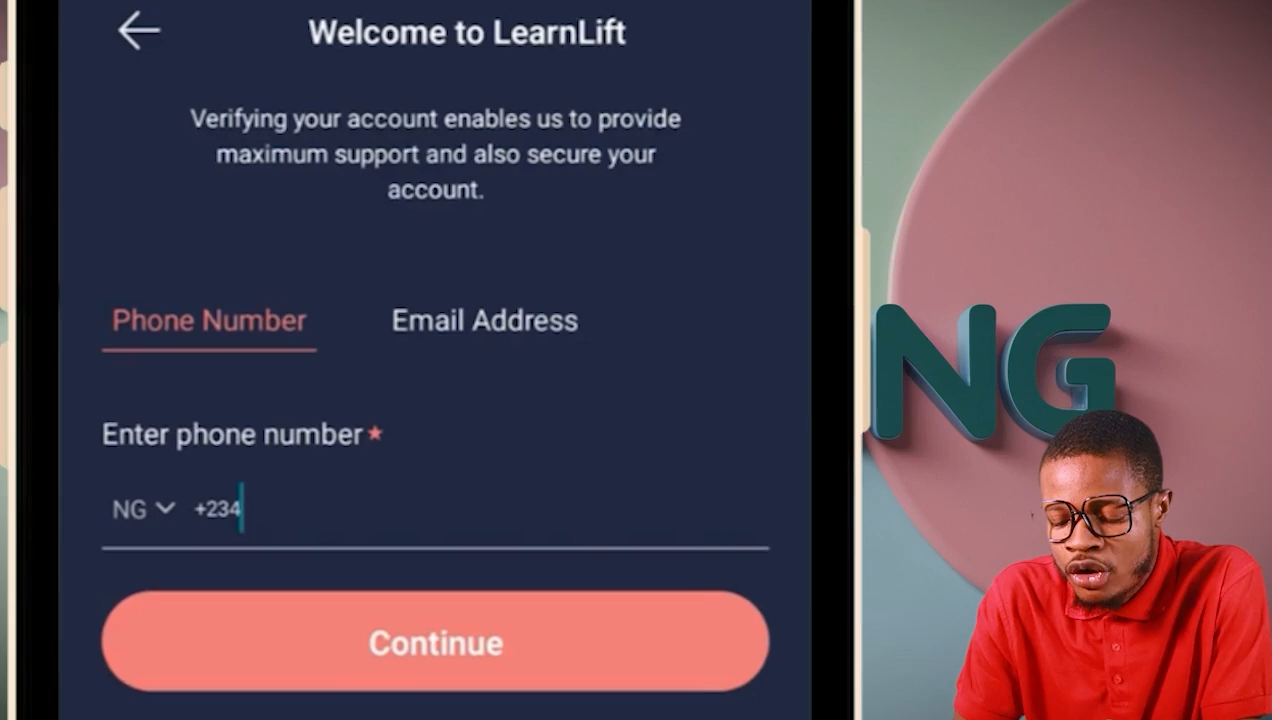 Welcome to LearnLift
Verifying your account enables us to provide
maximum support and also secure your
account.
Phone Number
Email Address
Enter phone number*
NG +234
Continue
NG